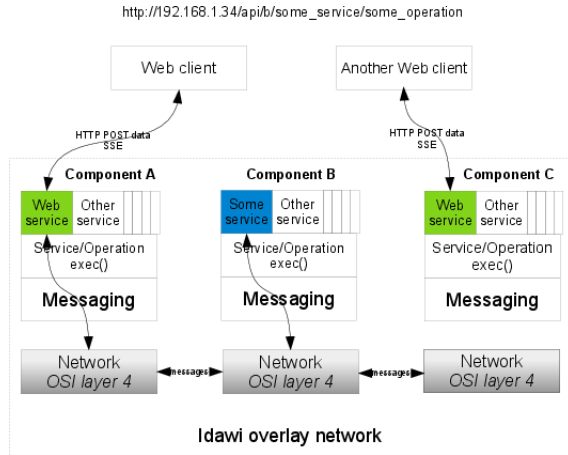 http://192.168.1.34/api/b/some_service/some_operation
Web client
Another Web client
HTTP POST data
SSE
HTTP POST data
SSE
Component A
Component B
Component C
Web
service
Other
service
Some
service
Other
service
Web
service
Other
service
Service/Operation
exec()
Service/Operation
exec()
Service/Operation
exec()
Messaging
Messaging
Messaging
Network
OSI layer 4
messages
Network
OSI layer 4
messages
Network
OSI layer 4
Idawi overlay network